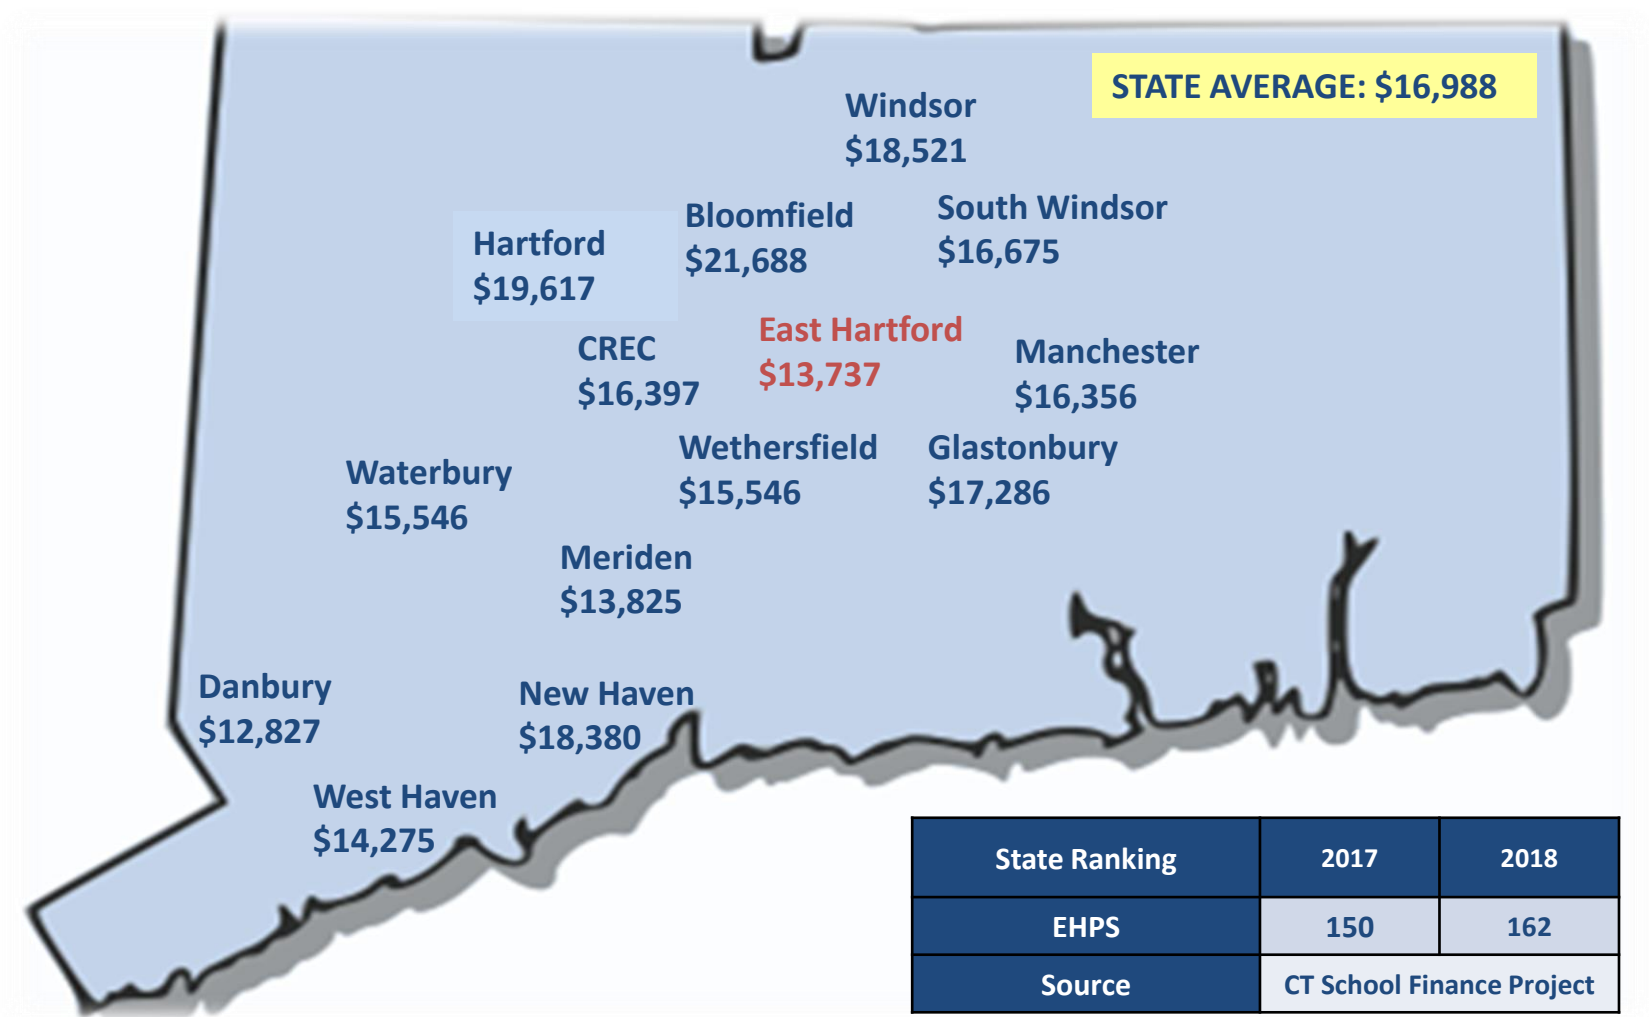 STATE AVERAGE: $16,988
Windsor
$18,521
Bloomfield
$21,688
South Windsor
$16,675
Hartford
$19,617
East Hartford
$13,737
CREC
$16,397
Manchester
$16,356
Wethersfield
$15,546
Glastonbury
$17,286
Waterbury
$15,546
Meriden
$13,825
Danbury
$12,827
New Haven
$18,380
West Haven
$14,275
State Ranking 2017 2018
EHPS 150 162
Source CT School Finance Project